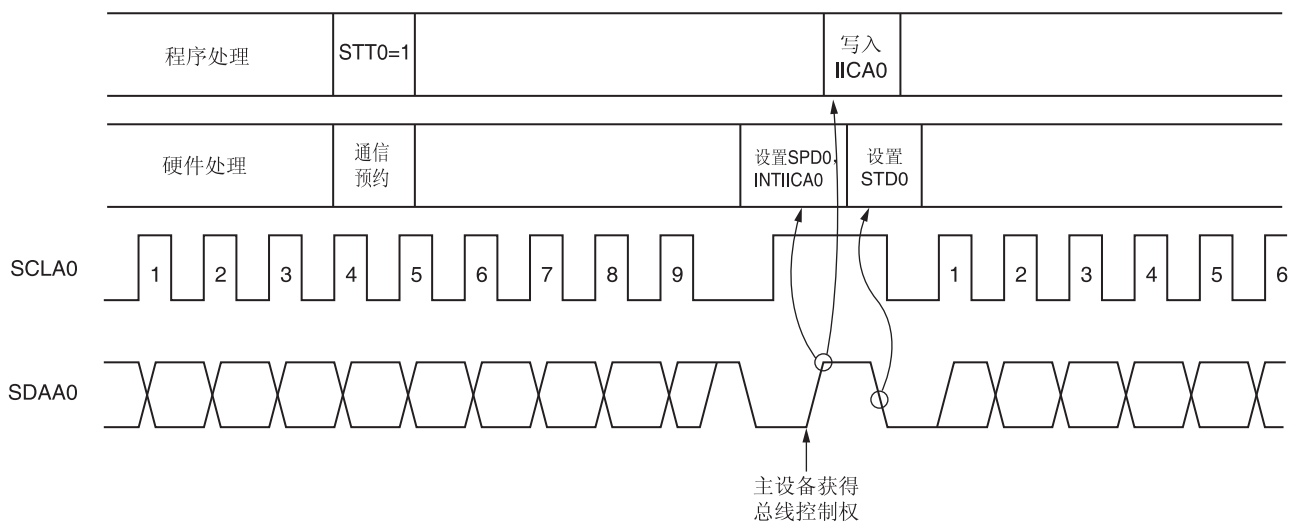 程序处理
STT0=1
写入
IICA0
硬件处理
通信
预约
设置SPD0,
INTIICA0
设置
STD0
SCLA0
1 2 3 4 5 6 7 8 9 1 2 3 4 5 6
SDAA0
主设备获得
总线控制权